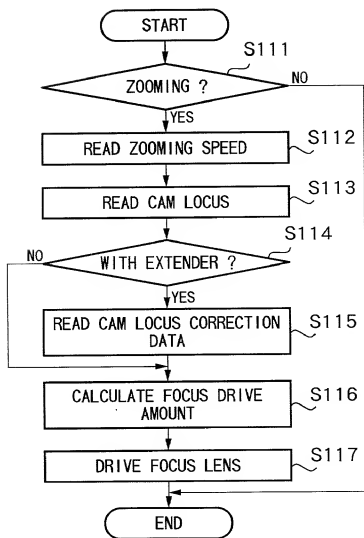 START
S111
ZOOMING ?
NO
YES
READ ZOOMING SPEED
S112
READ CAM LOCUS
S113
S114
NO
WITH EXTENDER ?
YES
READ CAM LOCUS CORRECTION
DATA
S115
CALCULATE FOCUS DRIVE
AMOUNT
S116
DRIVE FOCUS LENS
S117
END